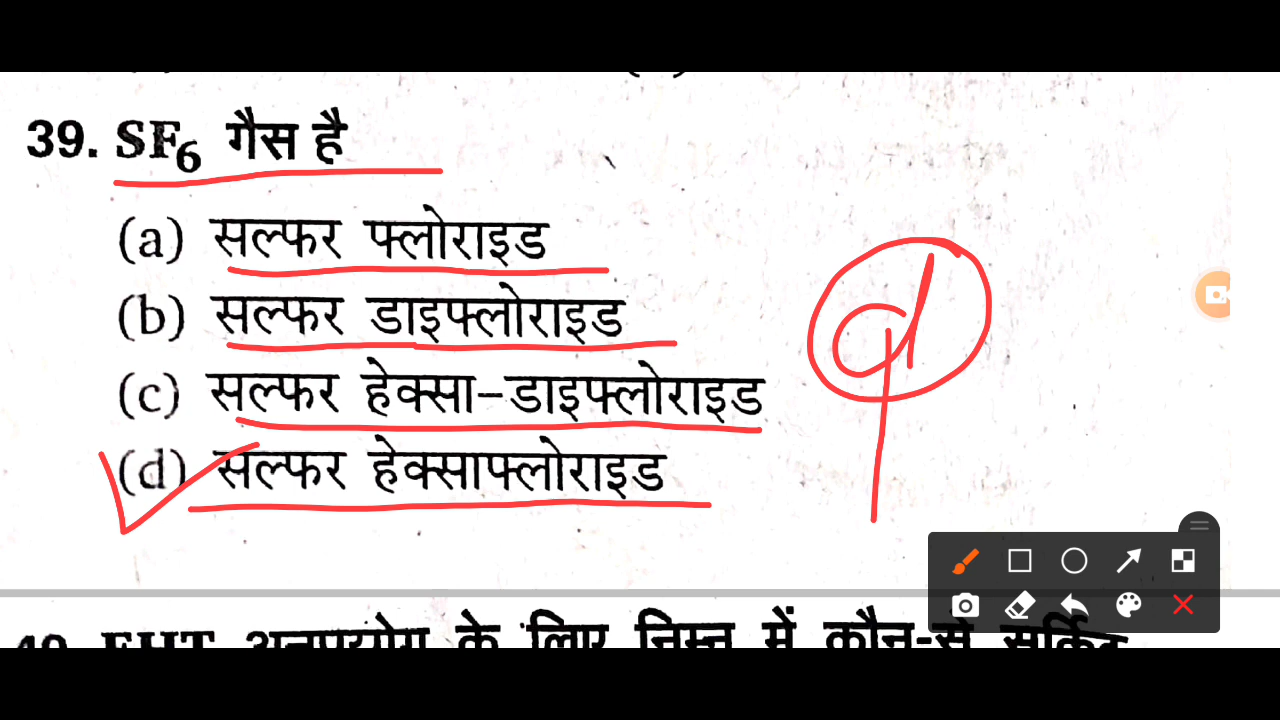 39. SF₆ गैस है
(a) सल्फर फ्लोराइड
(b) सल्फर डाइफ्लोराइड
(c) सल्फर हेक्सा-डाइफ्लोराइड
(d) सल्फर हेक्साफ्लोराइड
d
के लिए निम्न में कौन-से